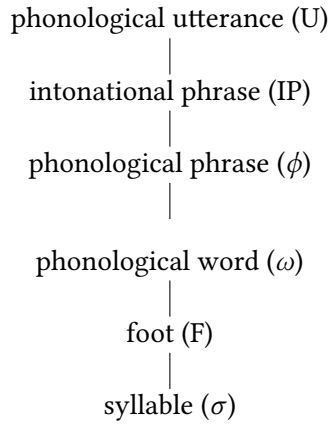 phonological utterance (U)
intonational phrase (IP)
phonological phrase (ϕ)
phonological word (ω)
foot (F)
syllable (σ)